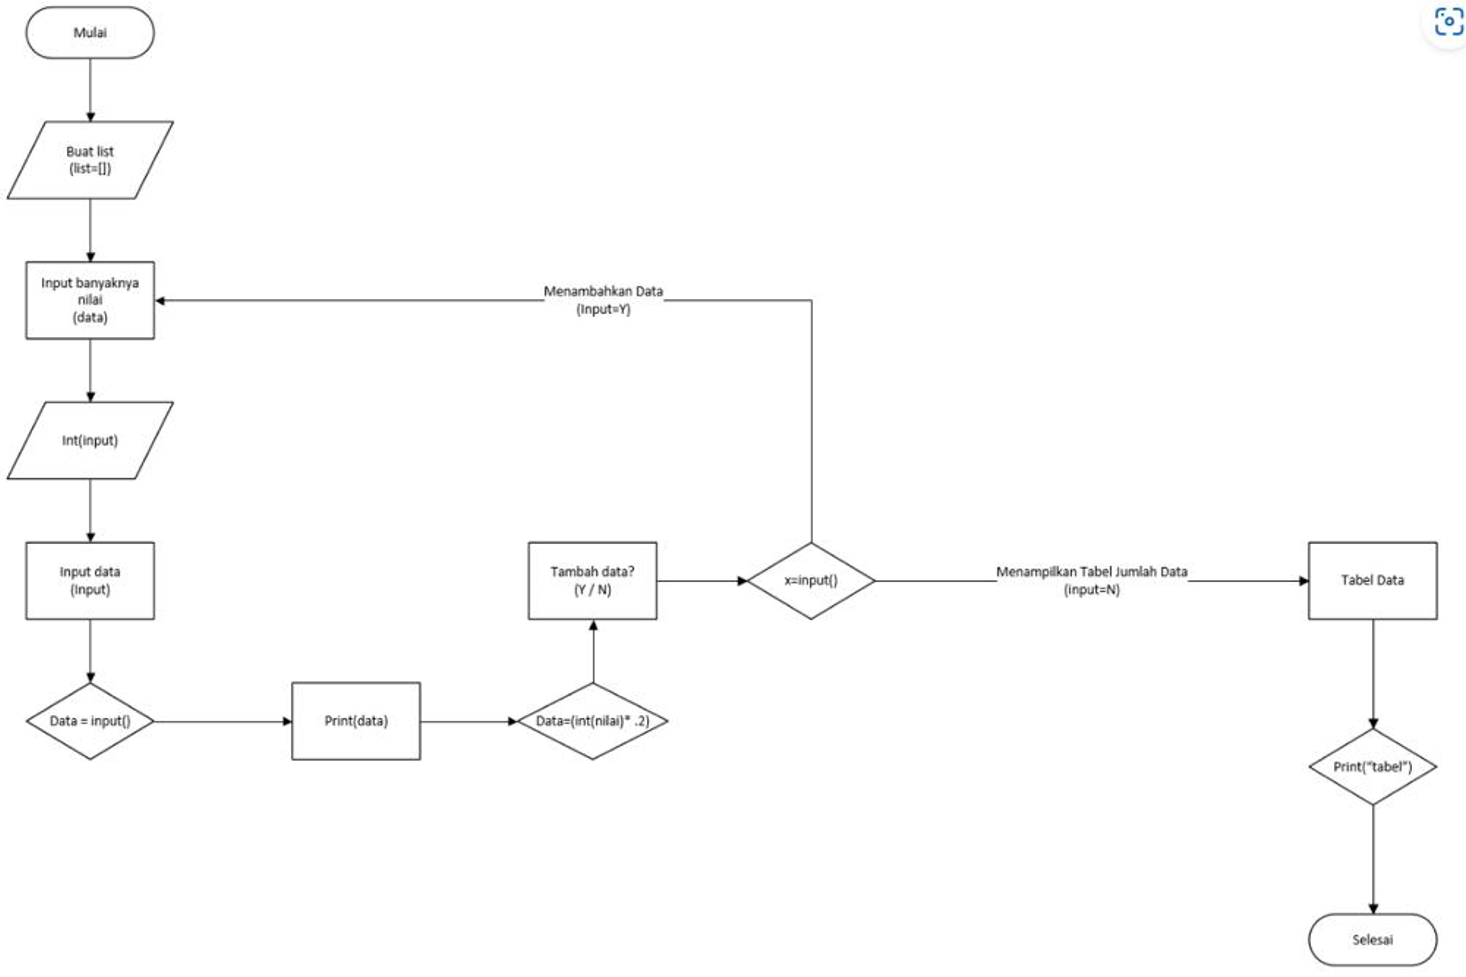 Mulai
Buat list
(list=[])
Input banyaknya
nilai
(data)
Menambahkan Data
(Input=Y)
Int(input)
Input data
(Input)
Data = input()
Print(data)
Data=(int(nilai)* .2)
Tambah data?
(Y / N)
x=input()
Menampilkan Tabel Jumlah Data
(input=N)
Tabel Data
Print("tabel")
Selesai